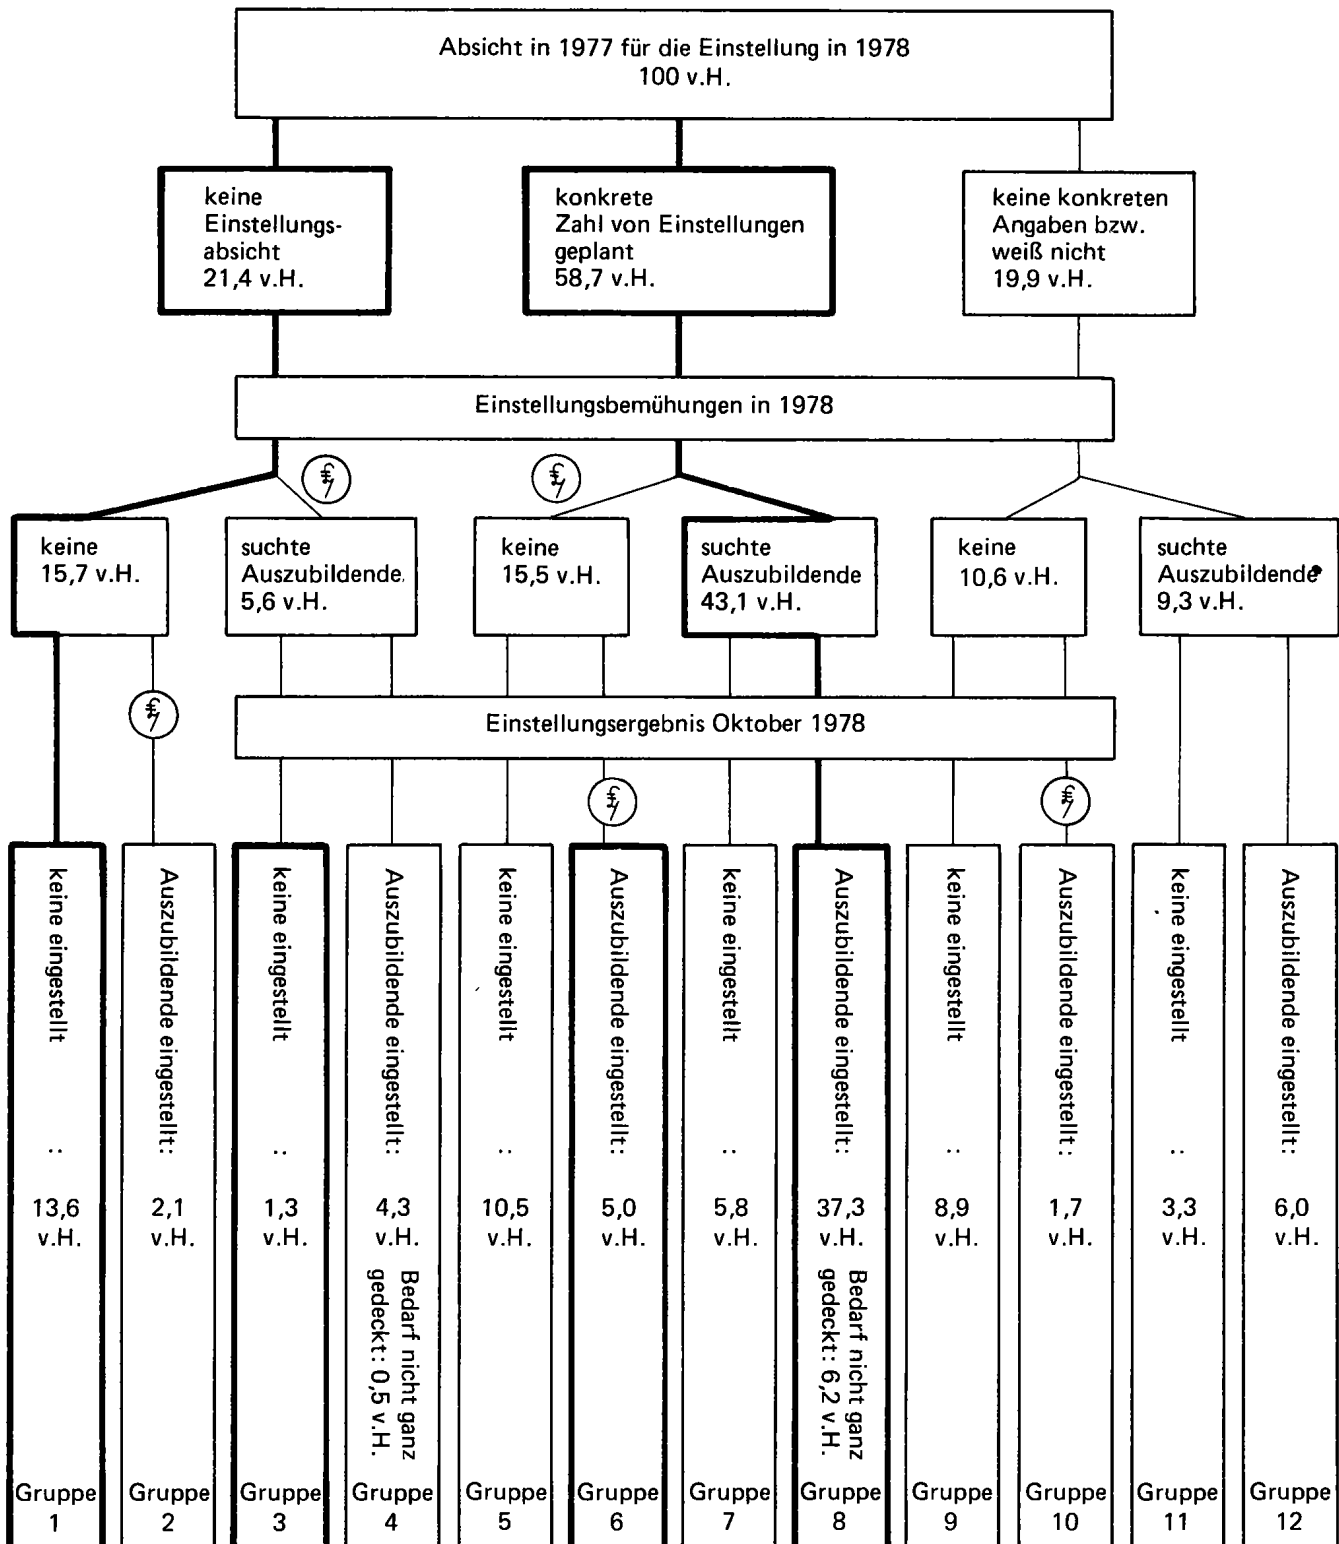 Absicht in 1977 für die Einstellung in 1978
100 v.H.
keine
Einstellungs-
absicht
21,4 v.H.
konkrete
Zahl von Einstellungen
geplant
58,7 v.H.
keine konkreten
Angaben bzw.
weiß nicht
19,9 v.H.
Einstellungsbemühungen in 1978
keine
15,7 v.H.
suchte
Auszubildende
5,6 v.H.
keine
15,5 v.H.
suchte
Auszubildende
43,1 v.H.
keine
10,6 v.H.
suchte
Auszubildende
9,3 v.H.
Einstellungsergebnis Oktober 1978
keine eingestellt :
13,6
v.H.
Gruppe
1
Auszubildende eingestellt:
2,1
v.H.
Gruppe
2
keine eingestellt :
1,3
v.H.
Gruppe
3
Auszubildende eingestellt:
4,3
v.H.
Bedarf nicht ganz
gedeckt: 0,5 v.H.
Gruppe
4
keine eingestellt :
10,5
v.H.
Gruppe
5
Auszubildende eingestellt:
5,0
v.H.
Gruppe
6
keine eingestellt :
5,8
v.H.
Gruppe
7
Auszubildende eingestellt:
37,3
v.H.
Bedarf nicht ganz
gedeckt: 6,2 v.H.
Gruppe
8
keine eingestellt :
8,9
v.H.
Gruppe
9
Auszubildende eingestellt:
1,7
v.H.
Gruppe
10
keine eingestellt :
3,3
v.H.
Gruppe
11
Auszubildende eingestellt:
6,0
v.H.
Gruppe
12